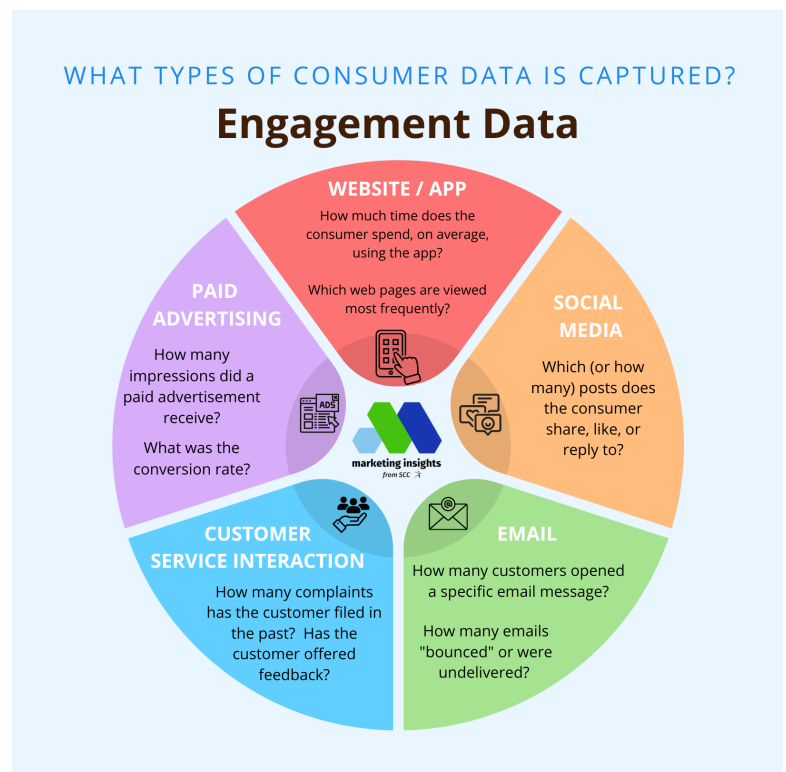 WHAT TYPES OF CONSUMER DATA IS CAPTURED?
Engagement Data
WEBSITE / APP
How much time does the
consumer spend, on average,
using the app?
Which web pages are viewed
most frequently?
SOCIAL
MEDIA
Which (or how
many) posts does
the consumer
share, like, or
reply to?
EMAIL
How many customers opened
a specific email message?
How many emails
"bounced" or were
undelivered?
CUSTOMER
SERVICE INTERACTION
How many complaints
has the customer filed in
the past?  Has the
customer offered
feedback?
PAID
ADVERTISING
How many
impressions did a
paid advertisement
receive?
What was the
conversion rate?
ADS
@
marketing insights
from SCC